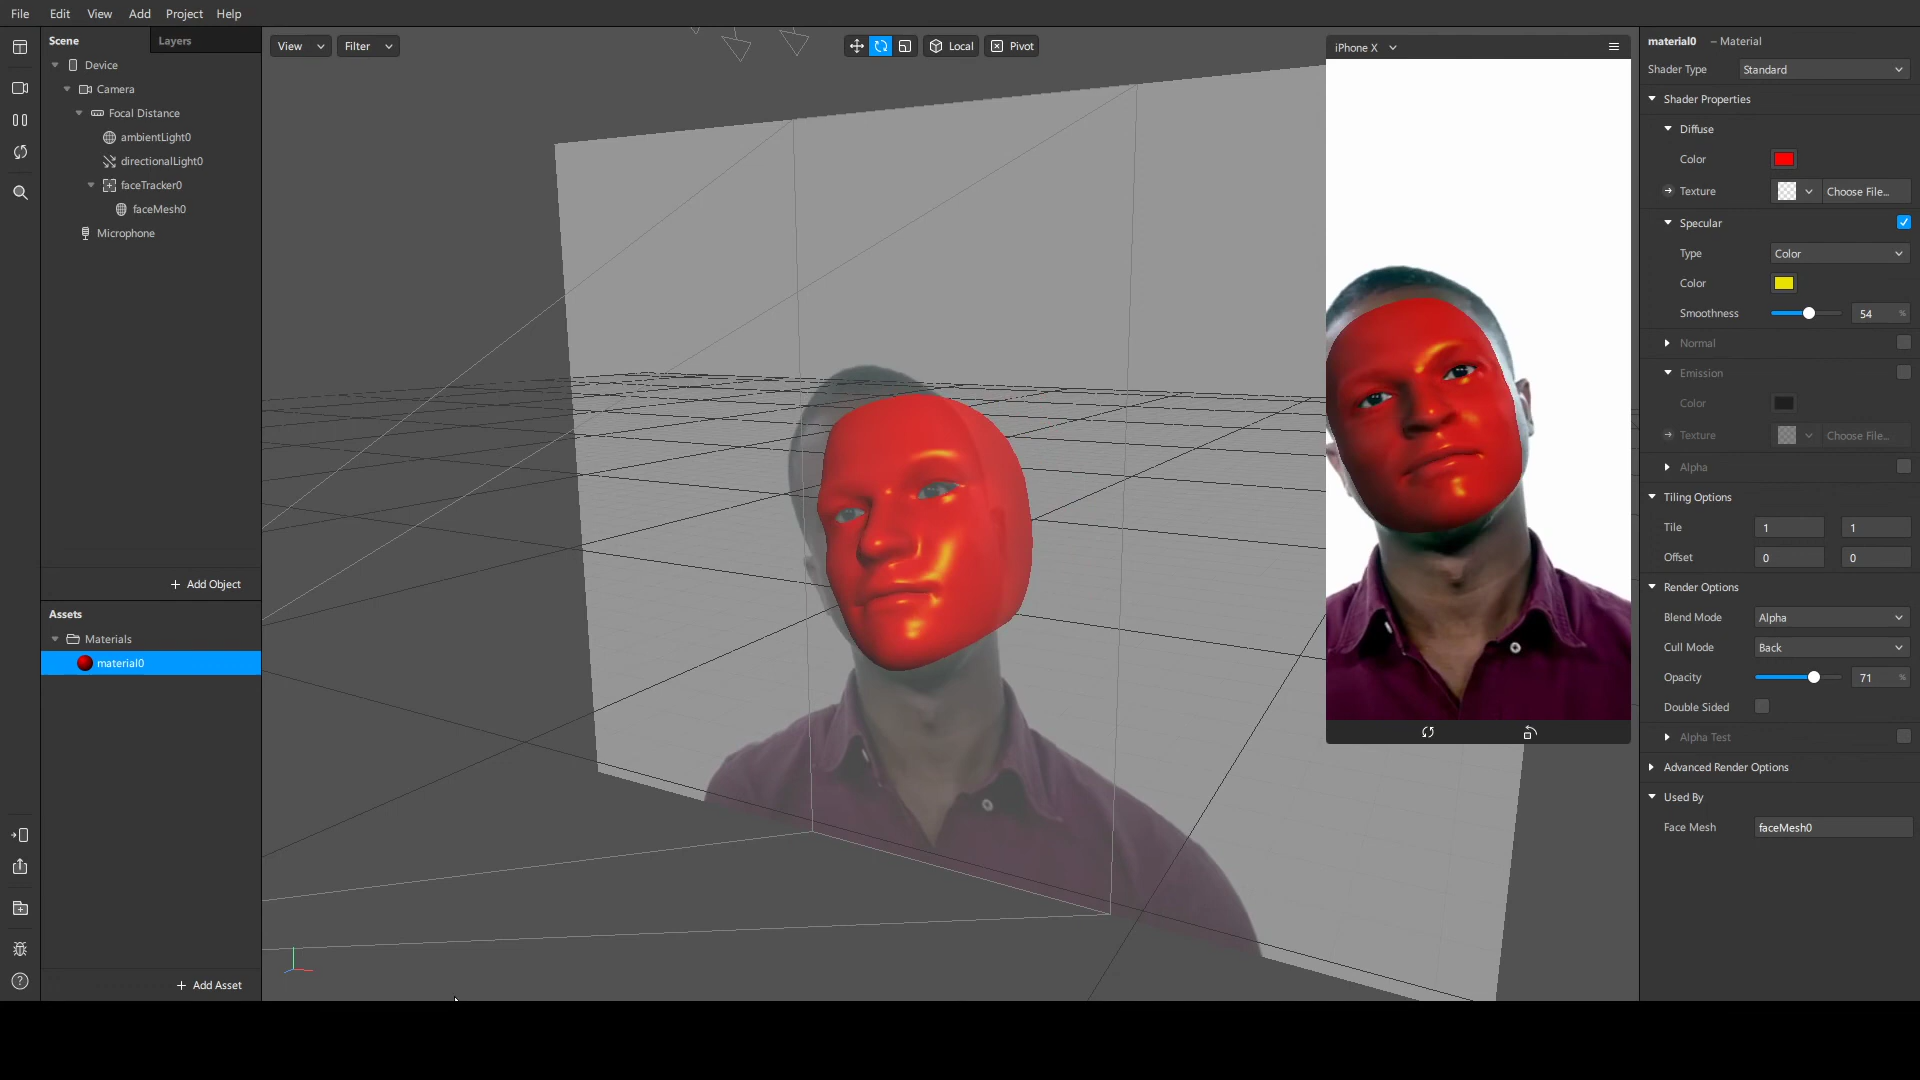 File Edit View Add Project Help
Scene Layers
Device
Camera
Focal Distance
ambientLight0
directionalLight0
faceTracker0
faceMesh0
Microphone
+ Add Object
Assets
Materials
material0
+ Add Asset
View Filter
Local Pivot
iPhone X
material0 – Material
Shader Type Standard
Shader Properties
Diffuse
Color
Texture Choose File...
Specular
Type Color
Color
Smoothness 54 %
Normal
Emission
Color
Texture Choose File...
Alpha
Tiling Options
Tile 1 1
Offset 0 0
Render Options
Blend Mode Alpha
Cull Mode Back
Opacity 71 %
Double Sided
Alpha Test
Advanced Render Options
Used By
Face Mesh faceMesh0